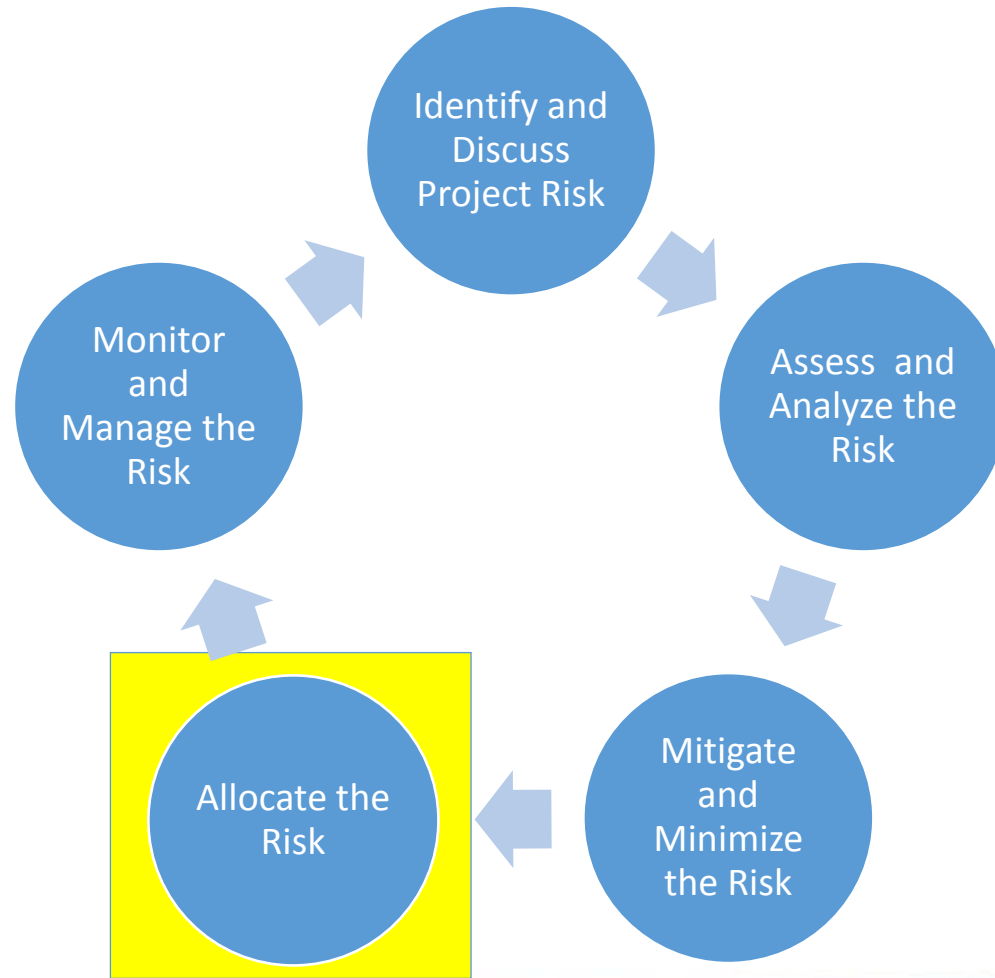 Identify and
Discuss
Project Risk
Assess and
Analyze the
Risk
Mitigate
and
Minimize
the Risk
Allocate the
Risk
Monitor
and
Manage the
Risk